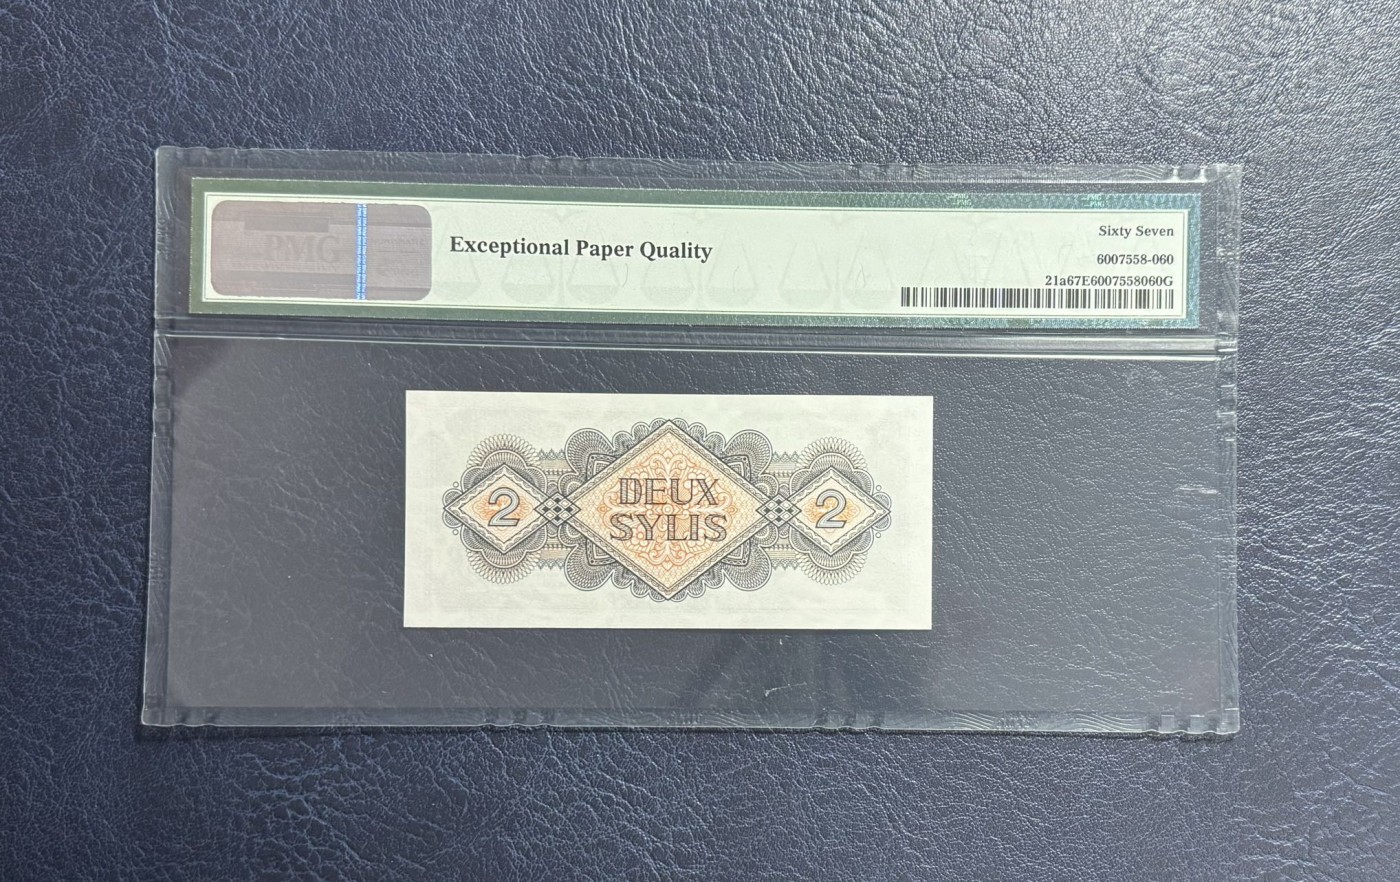 PMG
Exceptional Paper Quality
Sixty Seven
6007558-060
21a67E6007558060G
2
DEUX
SYLIS
2